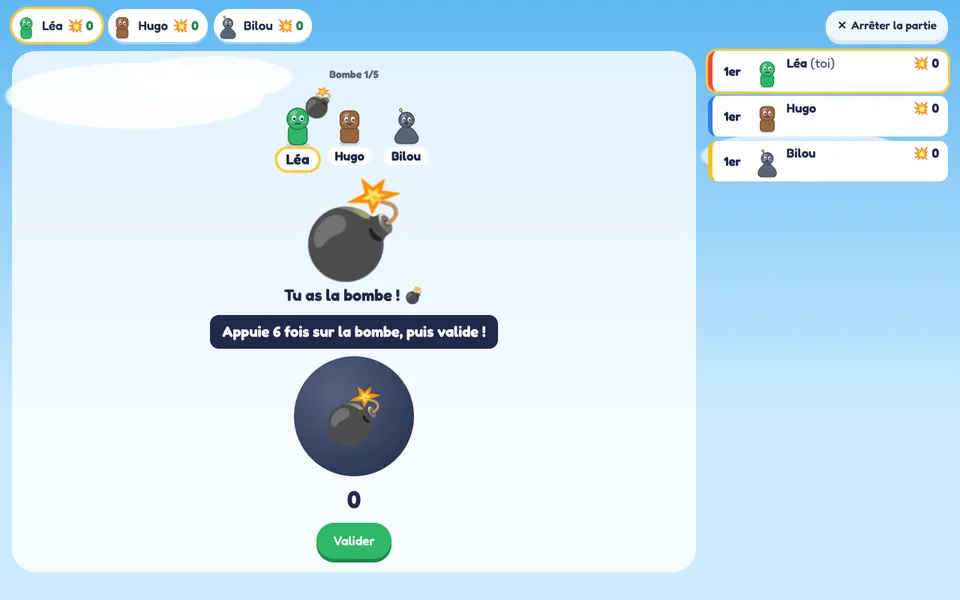 Léa 💥 0
Hugo 💥 0
Bilou 💥 0
✕ Arrêter la partie
Bombe 1/5
Léa
Hugo
Bilou
Tu as la bombe ! 💣
Appuie 6 fois sur la bombe, puis valide !
0
Valider
1er Léa (toi) 💥 0
1er Hugo 💥 0
1er Bilou 💥 0